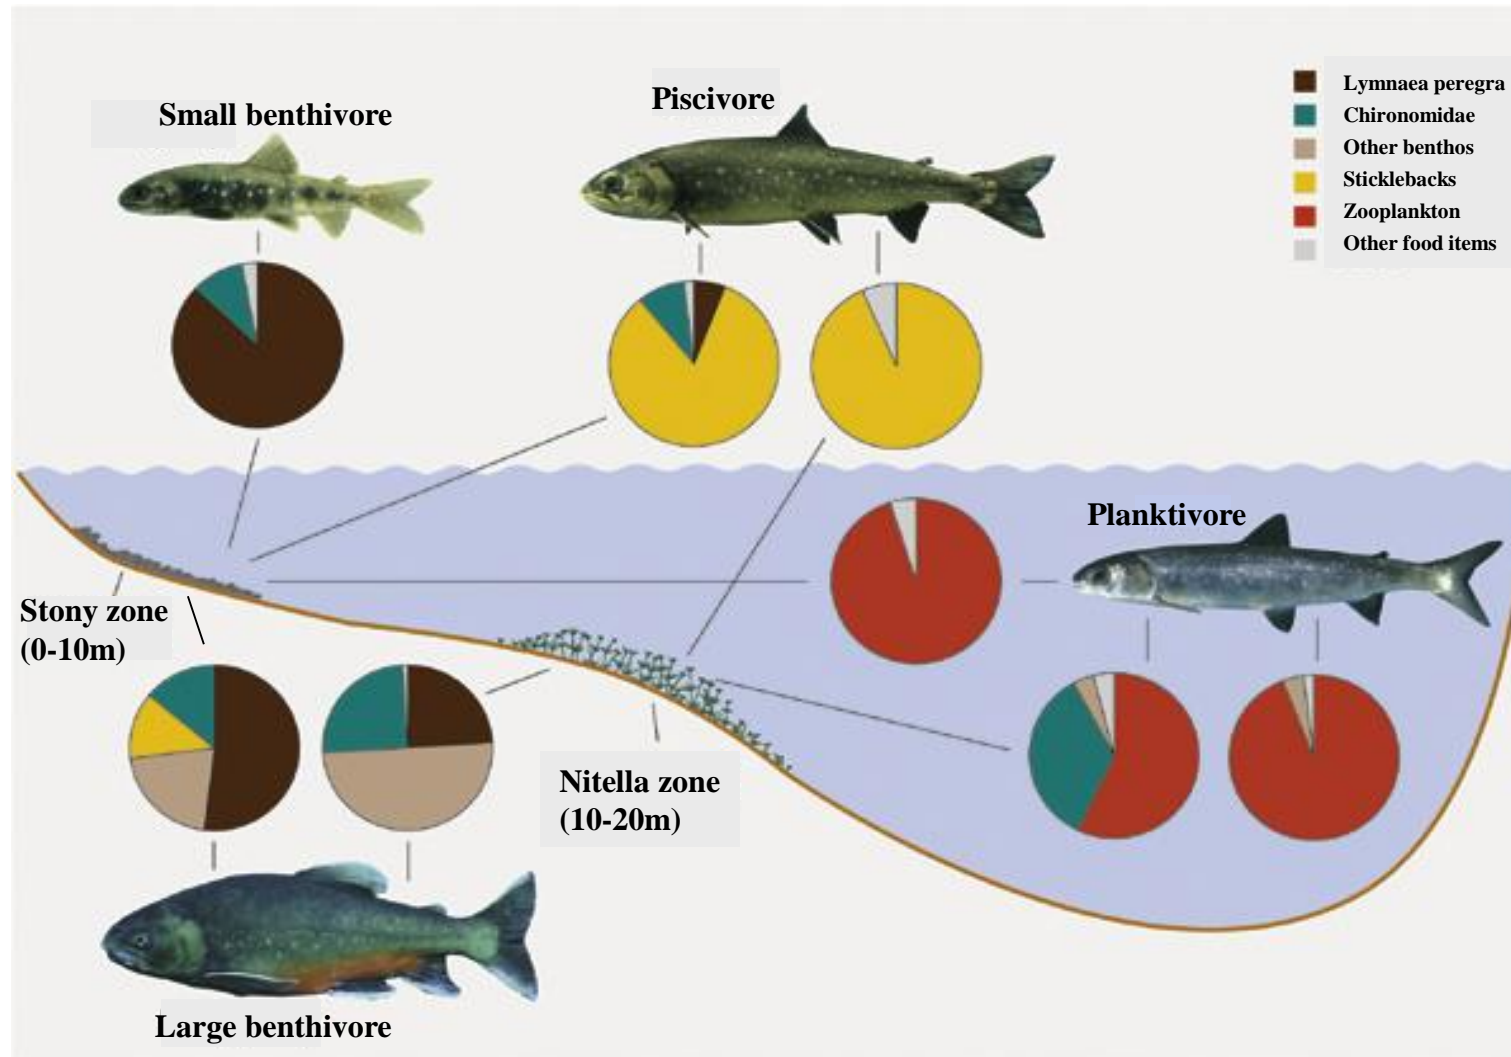 Small benthivore
Piscivore
Lymnaea peregra
Chironomidae
Other benthos
Sticklebacks
Zooplankton
Other food items
Planktivore
Stony zone
(0-10m)
Nitella zone
(10-20m)
Large benthivore